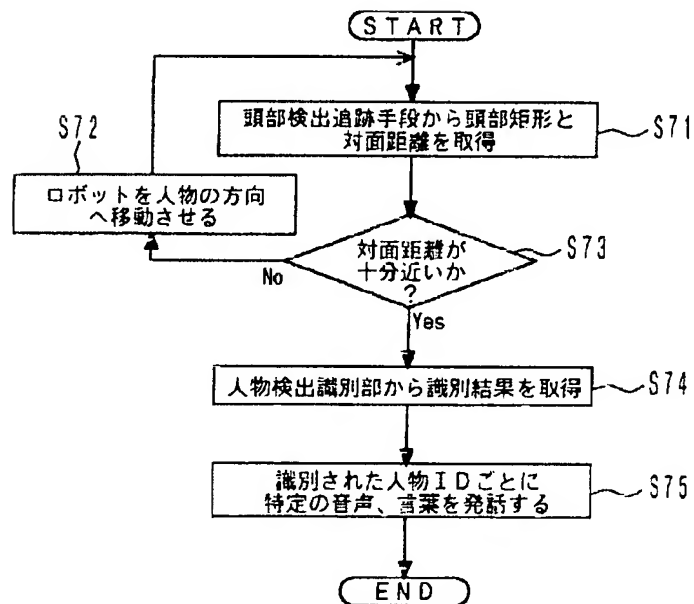 START
頭部検出追跡手段から頭部矩形と
対面距離を取得
S71
S72
ロボットを人物の方向
へ移動させる
対面距離が
十分近いか
?
S73
No
Yes
人物検出識別部から識別結果を取得
S74
識別された人物IDごとに
特定の音声、言葉を発話する
S75
END